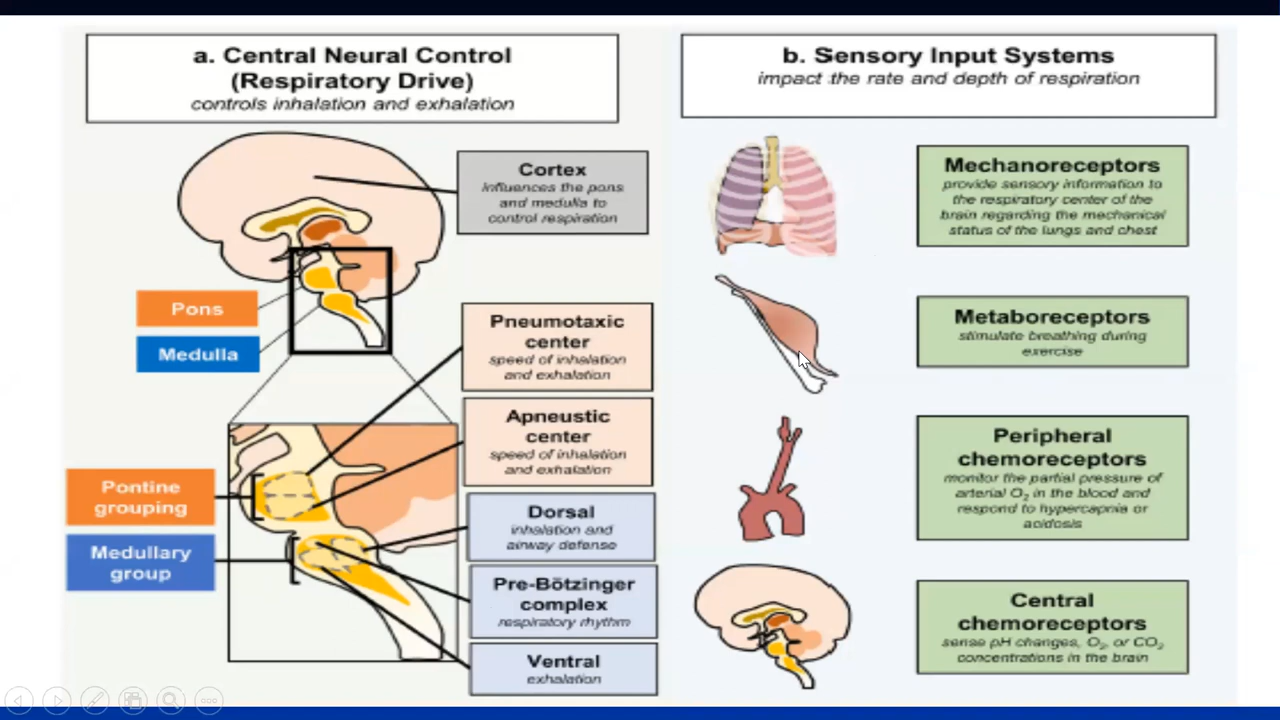 a. Central Neural Control
(Respiratory Drive)
controls inhalation and exhalation
Cortex
influences the pons
and medulla to
control respiration
Pons
Medulla
Pneumotaxic
center
speed of inhalation
and exhalation
Apneustic
center
speed of inhalation
and exhalation
Pontine
grouping
Medullary
group
Dorsal
inhalation and
airway defense
Pre-Bötzinger
complex
respiratory rhythm
Ventral
exhalation
b. Sensory Input Systems
impact the rate and depth of respiration
Mechanoreceptors
provide sensory information to
the respiratory center of the
brain regarding the mechanical
status of the lungs and chest
Metaboreceptors
stimulate breathing during
exercise
Peripheral
chemoreceptors
monitor the partial pressure of
arterial O₂ in the blood and
respond to hypercapnia or
acidosis
Central
chemoreceptors
sense pH changes, O₂, or CO₂
concentrations in the brain